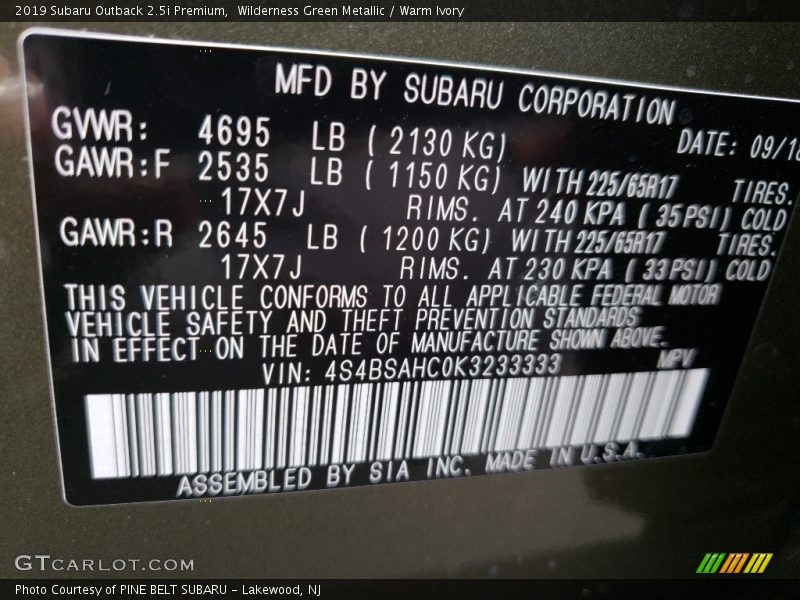 2019 Subaru Outback 2.5i Premium,  Wilderness Green Metallic / Warm Ivory
MFD BY SUBARU CORPORATION
GVWR: 4695 LB ( 2130 KG) DATE: 09/18
GAWR:F 2535 LB ( 1150 KG) WITH 225/65R17 TIRES.
17X7J RIMS. AT 240 KPA ( 35 PSI) COLD
GAWR:R 2645 LB ( 1200 KG) WITH 225/65R17 TIRES.
17X7J RIMS. AT 230 KPA ( 33 PSI) COLD
THIS VEHICLE CONFORMS TO ALL APPLICABLE FEDERAL MOTOR
VEHICLE SAFETY AND THEFT PREVENTION STANDARDS
IN EFFECT ON THE DATE OF MANUFACTURE SHOWN ABOVE.
VIN: 4S4BSAHC0K3233333 MPV
ASSEMBLED BY SIA INC. MADE IN U.S.A.
GTCARLOT.COM
Photo Courtesy of PINE BELT SUBARU - Lakewood, NJ